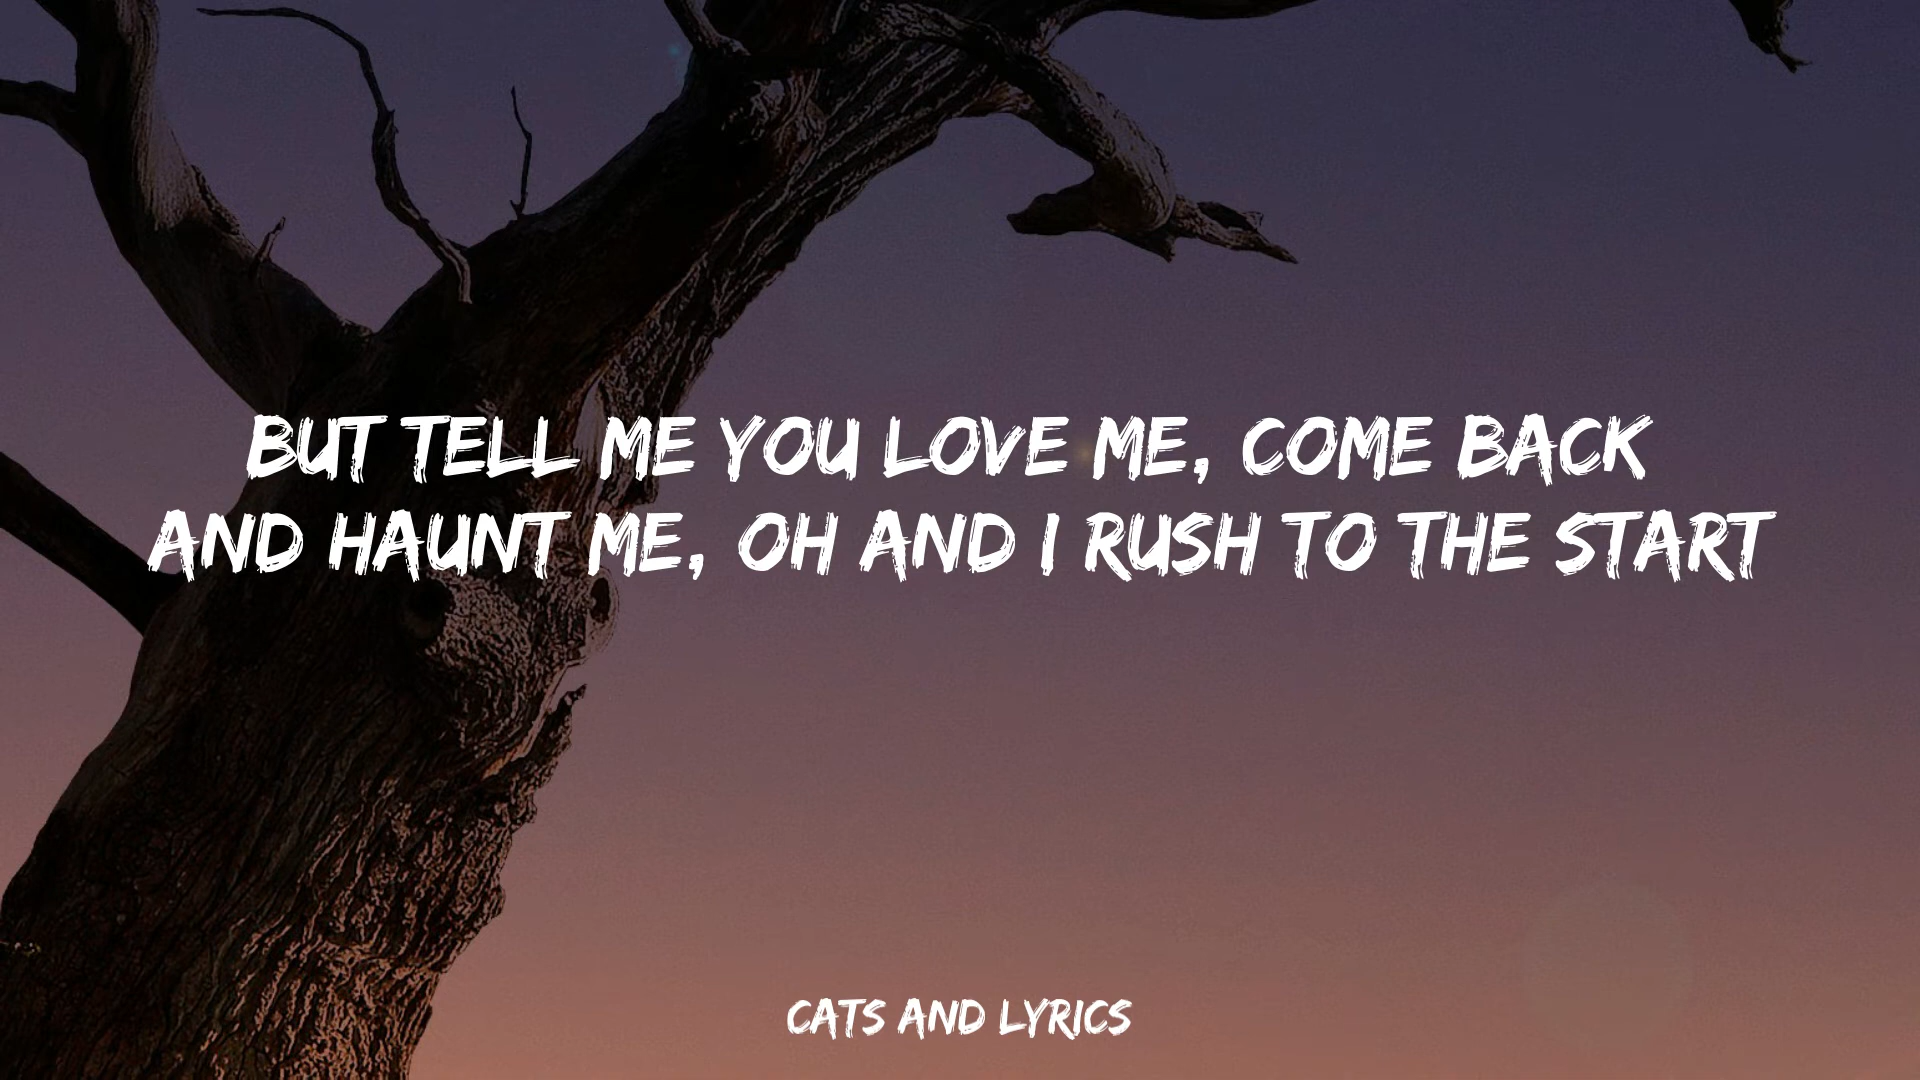 BUT TELL ME YOU LOVE ME, COME BACK
AND HAUNT ME, OH AND I RUSH TO THE START
CATS AND LYRICS